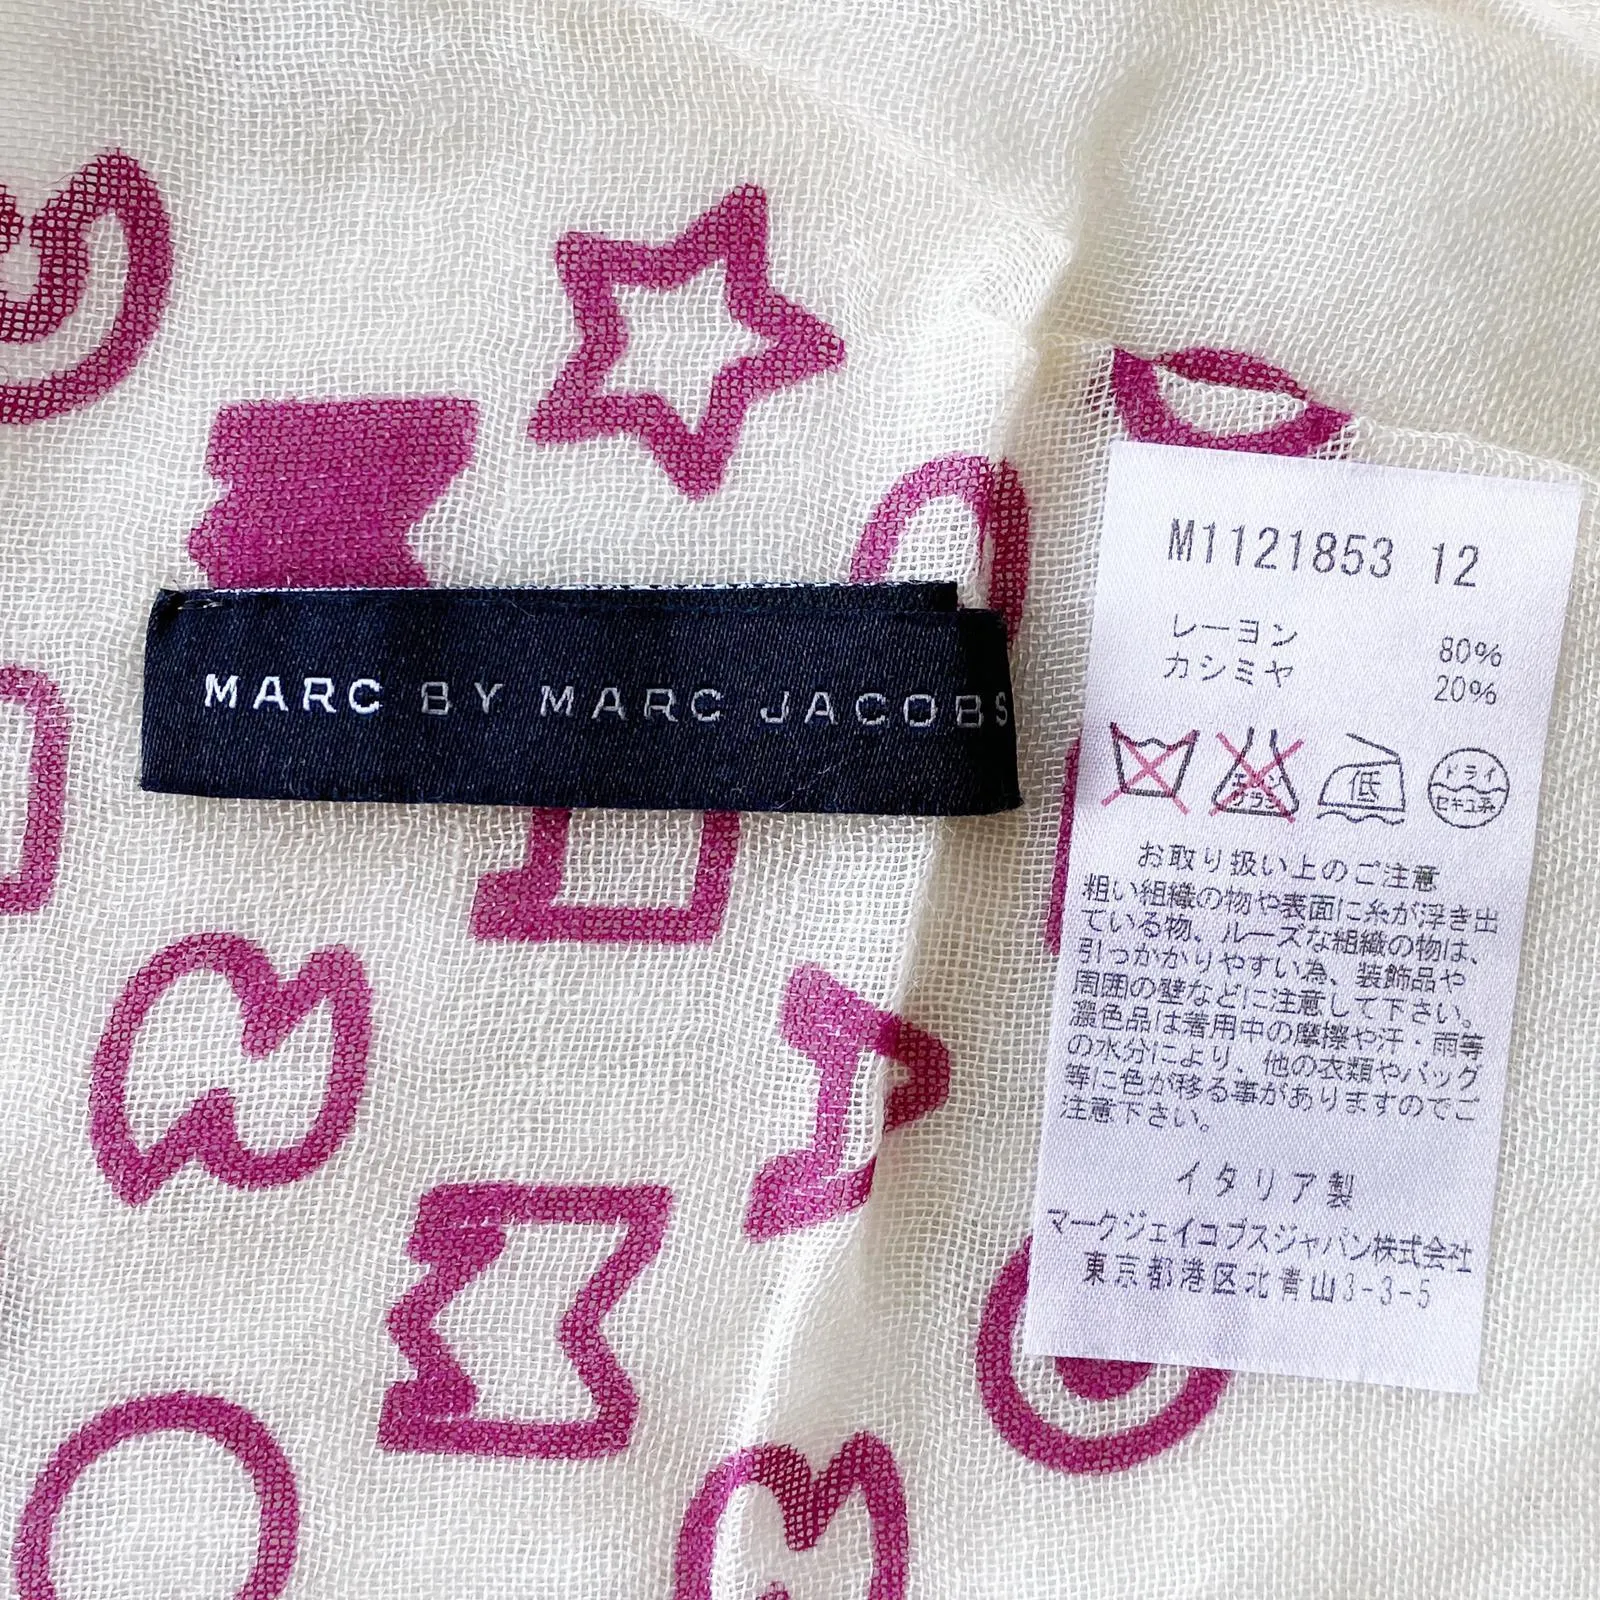 MARC BY MARC JACOBS
M1121853 12
レーヨン 80%
カシミヤ 20%
エンソ
サラシ
低
ドライ
セキユ系
お取り扱い上のご注意
粗い組織の物や表面に糸が浮き出
ている物、ルーズな組織の物は、
引っかかりやすい為、装飾品や
周囲の壁などに注意して下さい。
濃色品は着用中の摩擦や汗・雨等
の水分により、他の衣類やバッグ
等に色が移る事がありますのでご
注意下さい。
イタリア製
マークジェイコブスジャパン株式会社
東京都港区北青山3-3-5